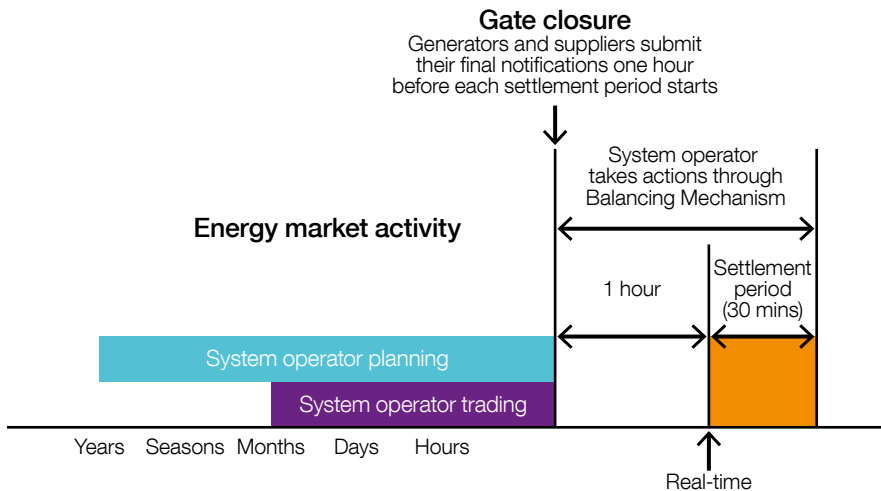 Gate closure
Generators and suppliers submit
their final notifications one hour
before each settlement period starts
System operator
takes actions through
Balancing Mechanism
Energy market activity
1 hour
Settlement
period
(30 mins)
System operator planning
System operator trading
Years Seasons Months Days Hours
Real-time